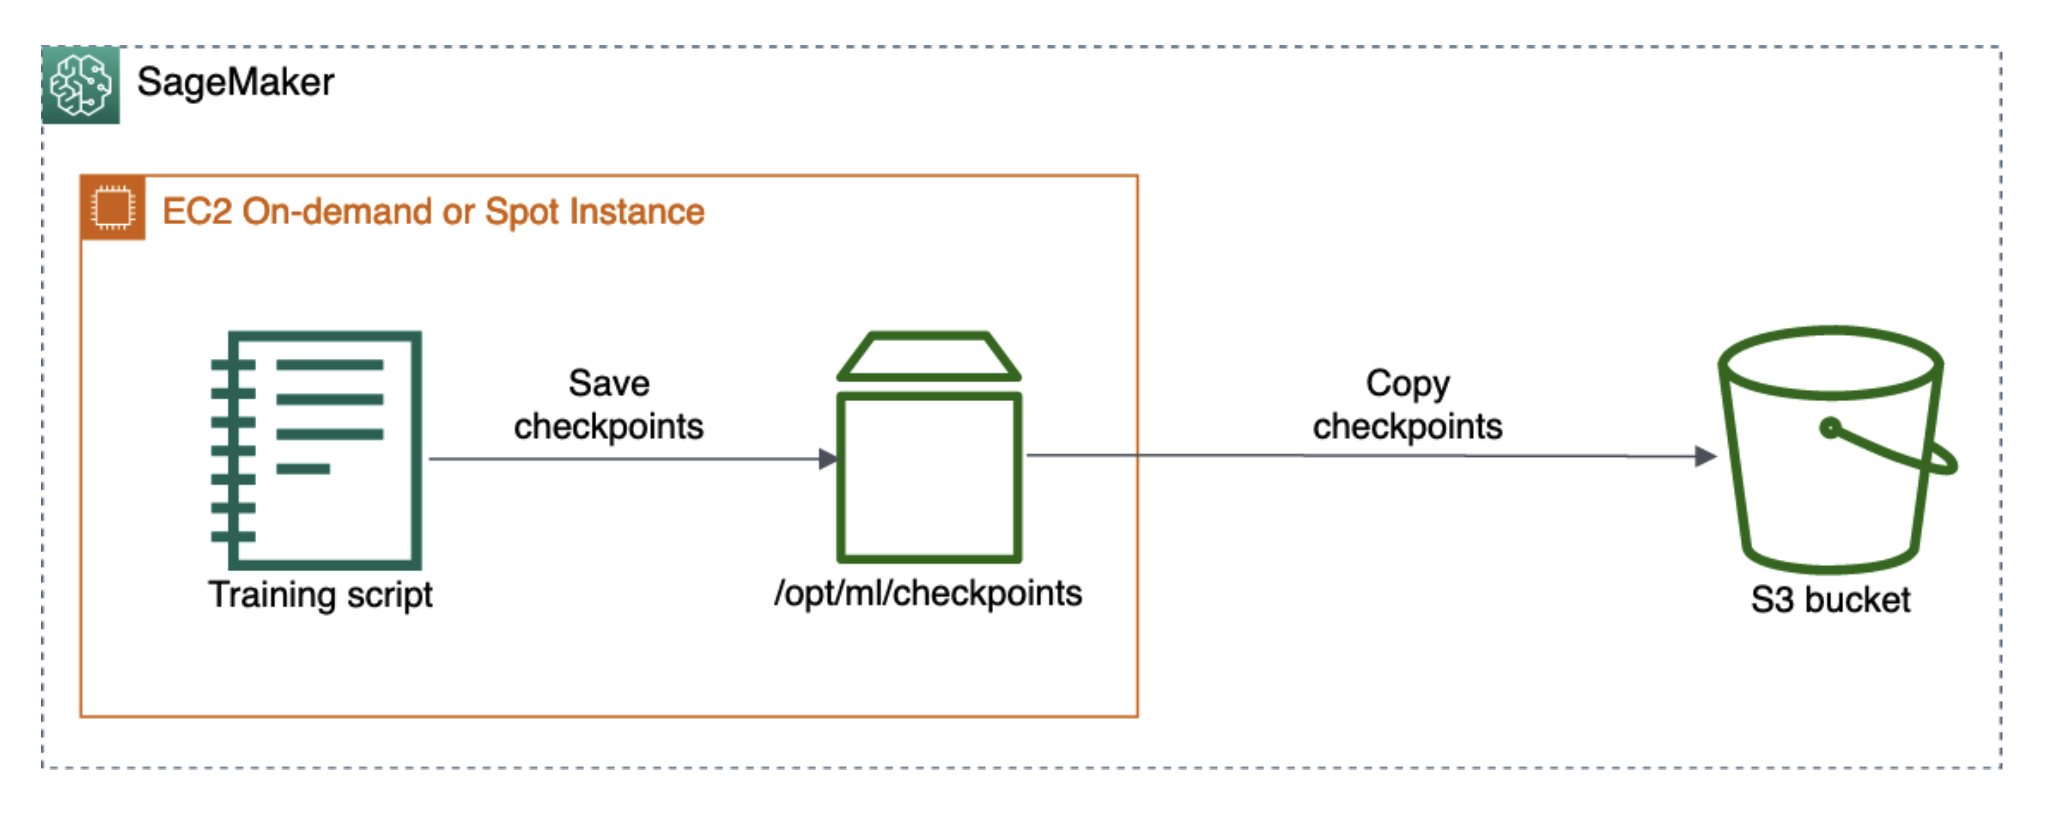 SageMaker
EC2 On-demand or Spot Instance
Save
checkpoints
Copy
checkpoints
Training script
/opt/ml/checkpoints
S3 bucket